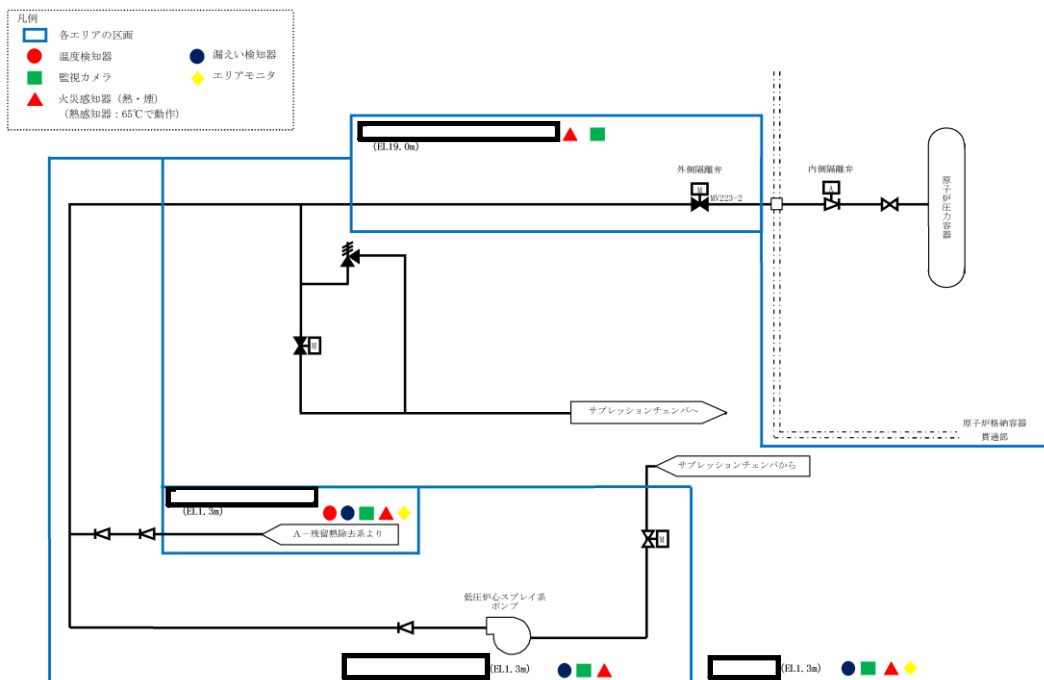 凡例
各エリアの区画
温度検知器
漏えい検知器
監視カメラ
エリアモニタ
火災感知器(熱・煙)
(熱感知器:65℃で動作)
(EL19.0m)
外側隔離弁
M
MV223-2
内側隔離弁
A
原子炉圧力容器
M
サプレッションチェンバへ
原子炉格納容器
貫通部
サプレッションチェンバから
(EL1.3m)
A-残留熱除去系より
M
低圧炉心スプレイ系
ポンプ
(EL1.3m)
(EL1.3m)